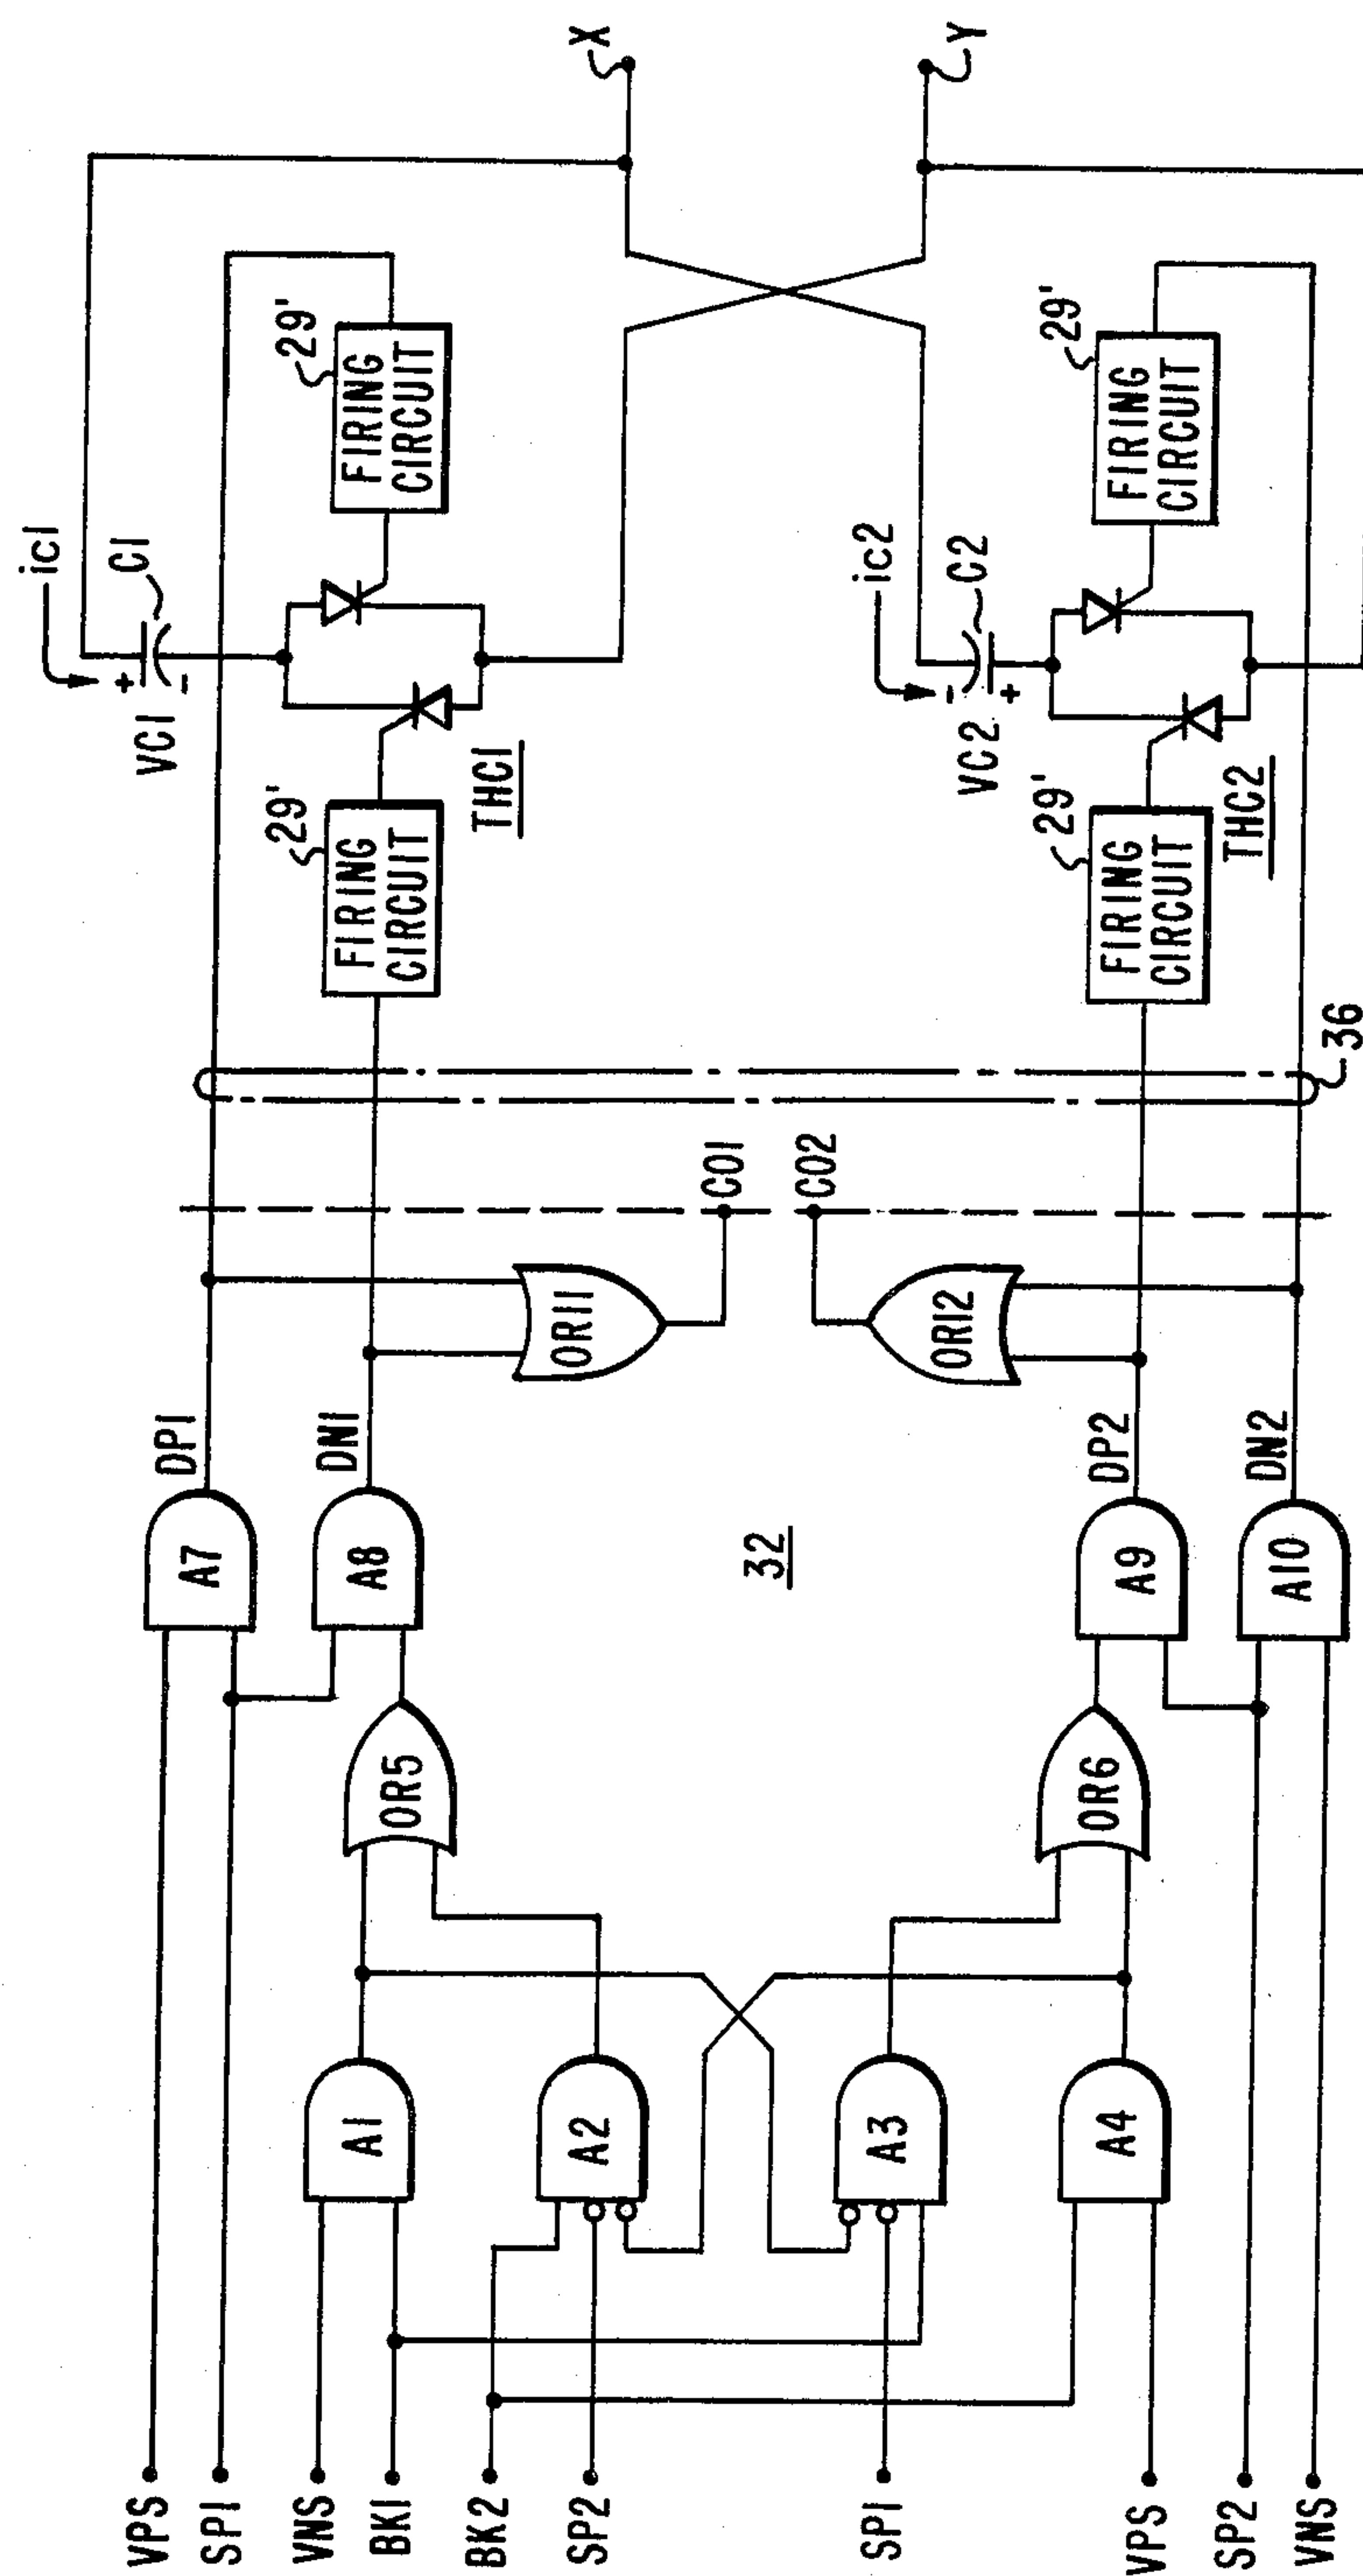 VPS
SP1
VNS
BK1
BK2
SP2
SP1
VPS
SP2
VNS
A1
A2
A3
A4
OR5
OR6
A7
A8
A9
A10
DP1
DN1
DP2
DN2
32
OR11
OR12
CO1
CO2
36
FIRING
CIRCUIT
29'
FIRING
CIRCUIT
29'
THC1
VC1
+
-
ic1
C1
FIRING
CIRCUIT
29'
FIRING
CIRCUIT
29'
THC2
VC2
-
+
ic2
C2
X
Y